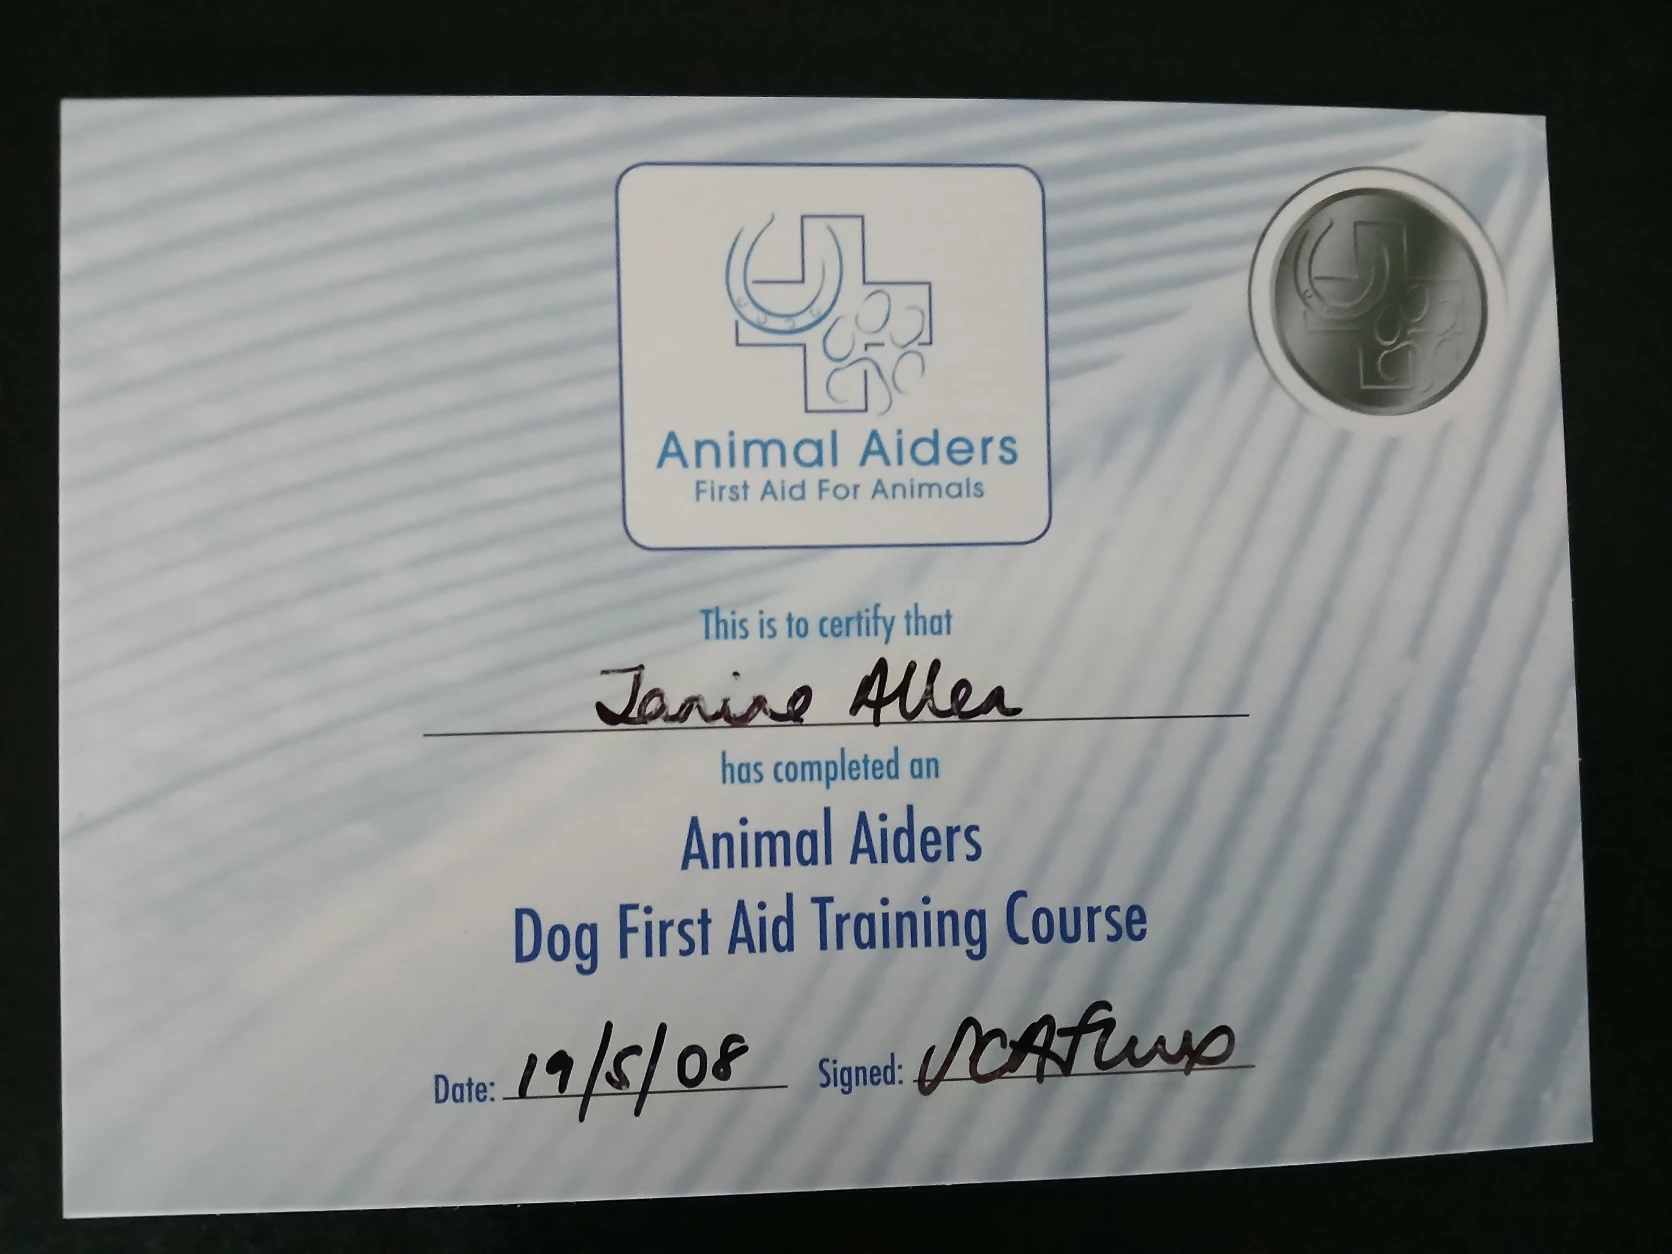 Animal Aiders
First Aid For Animals
This is to certify that
Janine Allen
has completed an
Animal Aiders
Dog First Aid Training Course
Date: 19/5/08 Signed: